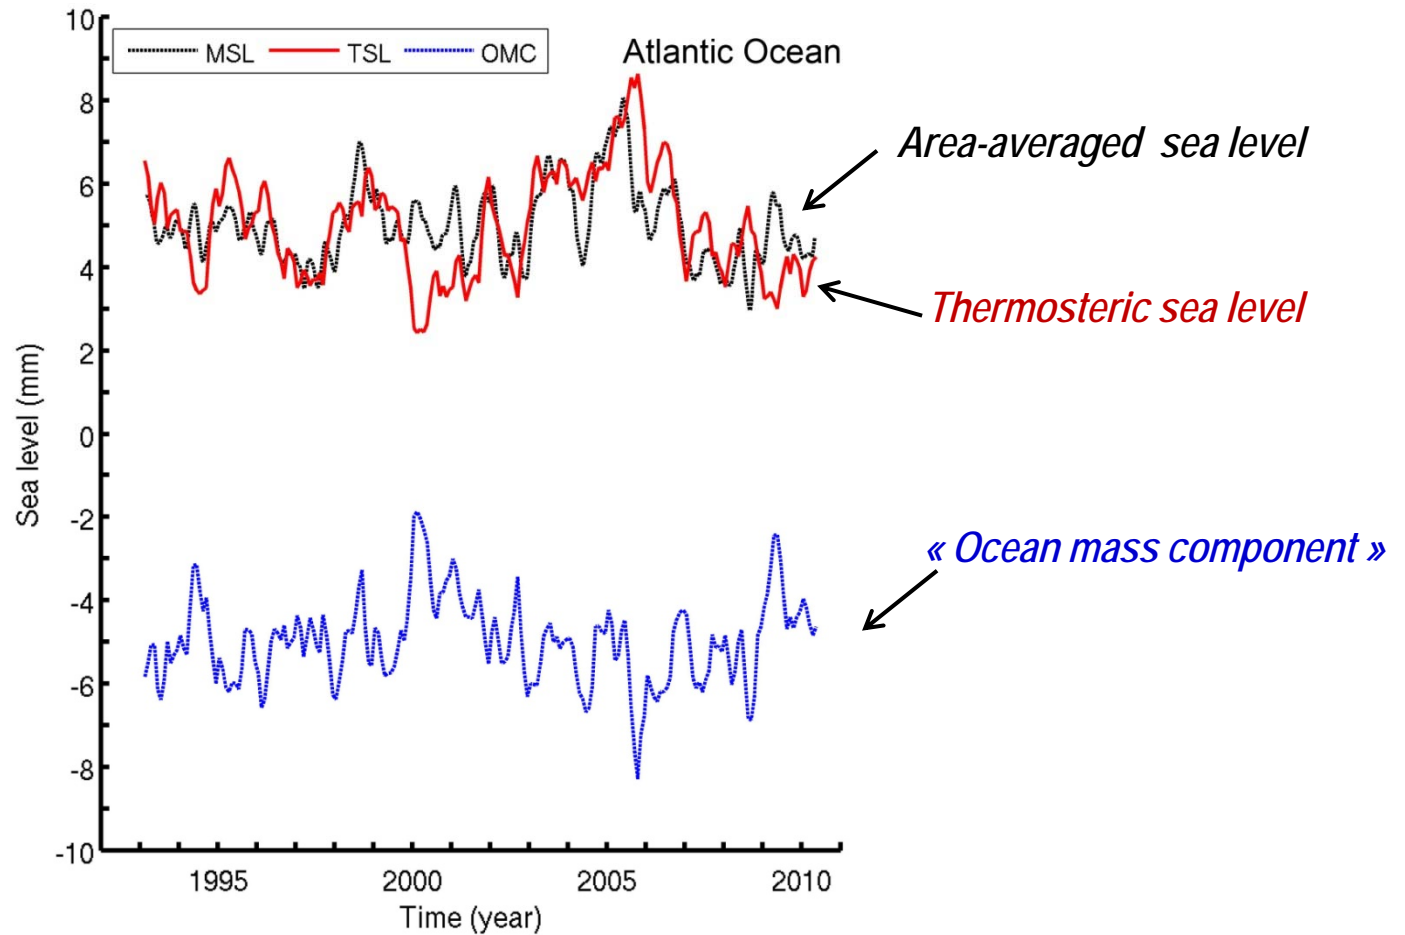 MSL TSL OMC
Atlantic Ocean
Area-averaged sea level
Thermosteric sea level
« Ocean mass component »
Sea level (mm)
10
8
6
4
2
0
-2
-4
-6
-8
-10
1995 2000 2005 2010
Time (year)